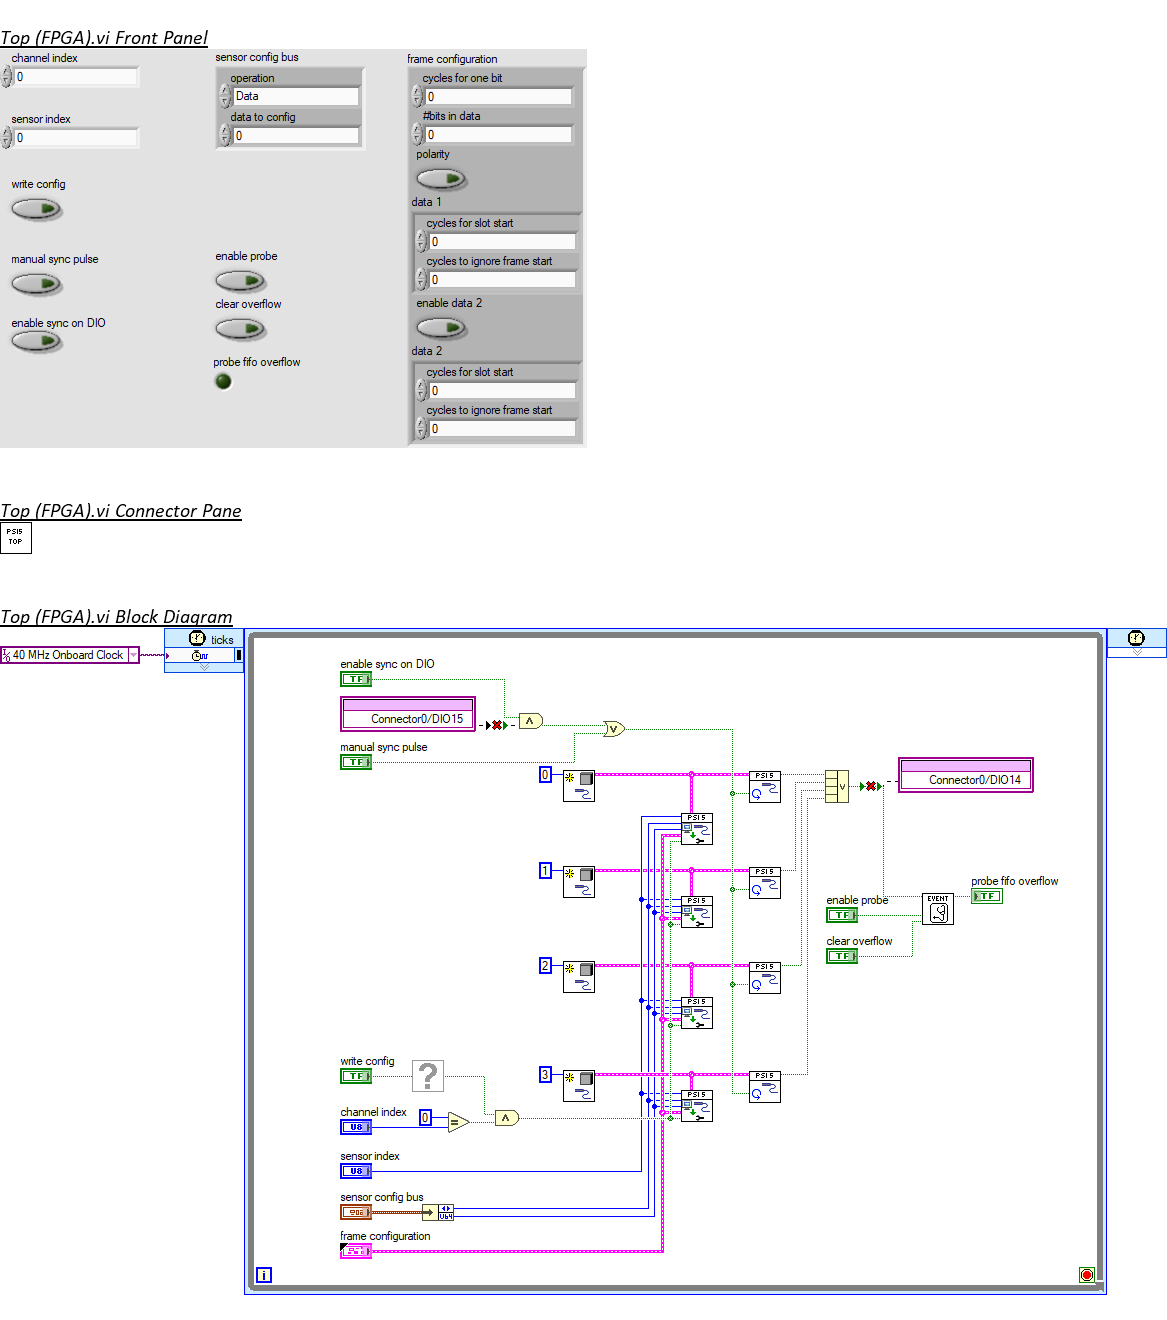 Top (FPGA).vi Front Panel
channel index
0
sensor index
0
write config
manual sync pulse
enable sync on DIO
sensor config bus
operation
Data
data to config
0
enable probe
clear overflow
probe fifo overflow
frame configuration
cycles for one bit
0
#bits in data
0
polarity
data 1
cycles for slot start
0
cycles to ignore frame start
0
enable data 2
data 2
cycles for slot start
0
cycles to ignore frame start
0
Top (FPGA).vi Connector Pane
PSI5
TOP
Top (FPGA).vi Block Diagram
40 MHz Onboard Clock
ticks
enable sync on DIO
TF
Connector0/DIO15
manual sync pulse
TF
0
PSI5
PSI5
Connector0/DIO14
1
PSI5
PSI5
enable probe
TF
clear overflow
TF
EVENT
probe fifo overflow
TF
2
PSI5
PSI5
write config
TF
?
3
PSI5
PSI5
channel index
U8
0
=
sensor index
U8
sensor config bus
U64
frame configuration
i